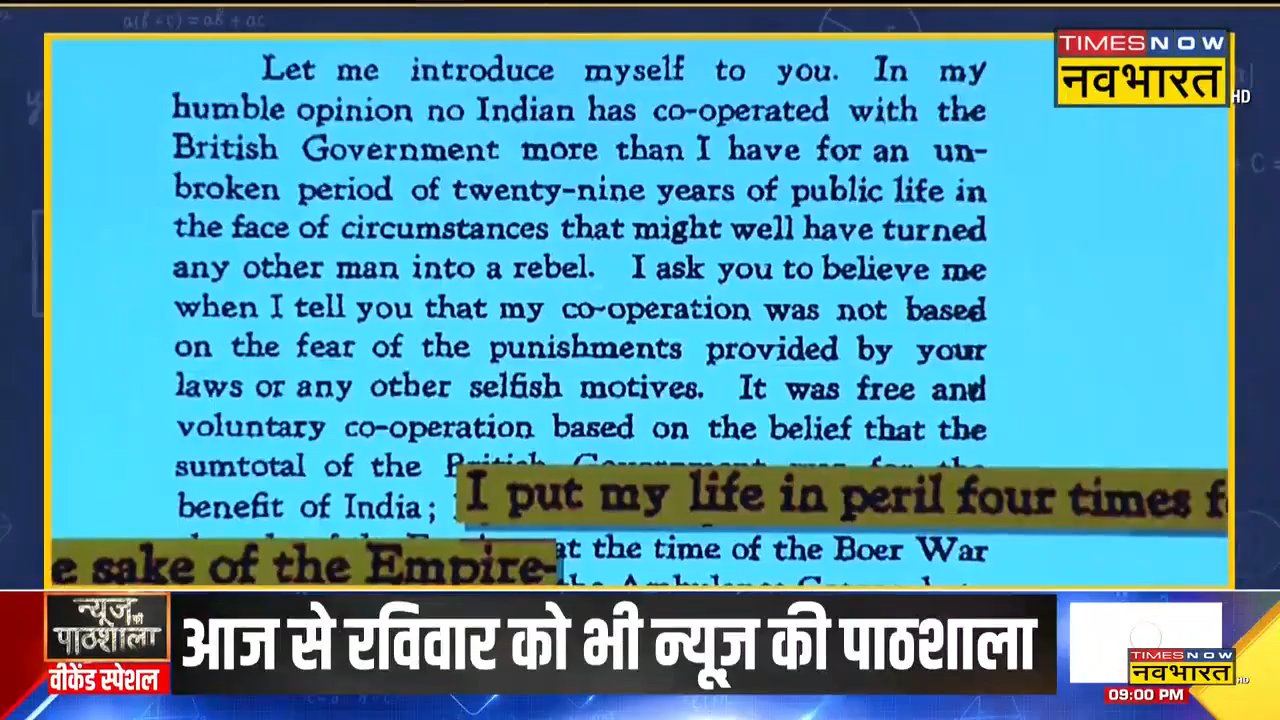 a(b + c) = ab + ac
TIMES NOW
नवभारत
HD
Let me introduce myself to you. In my
humble opinion no Indian has co-operated with the
British Government more than I have for an un-
broken period of twenty-nine years of public life in
the face of circumstances that might well have turned
any other man into a rebel. I ask you to believe me
when I tell you that my co-operation was not based
on the fear of the punishments provided by your
laws or any other selfish motives. It was free and
voluntary co-operation based on the belief that the
sumtotal of the British Government was for the
benefit of India;
I put my life in peril four times f
at the time of the Boer War
e sake of the Empire-
न्यूज़ की
पाठशाला
वीकेंड स्पेशल
आज से रविवार को भी न्यूज़ की पाठशाला
TIMES NOW
नवभारत
HD
09:00 PM